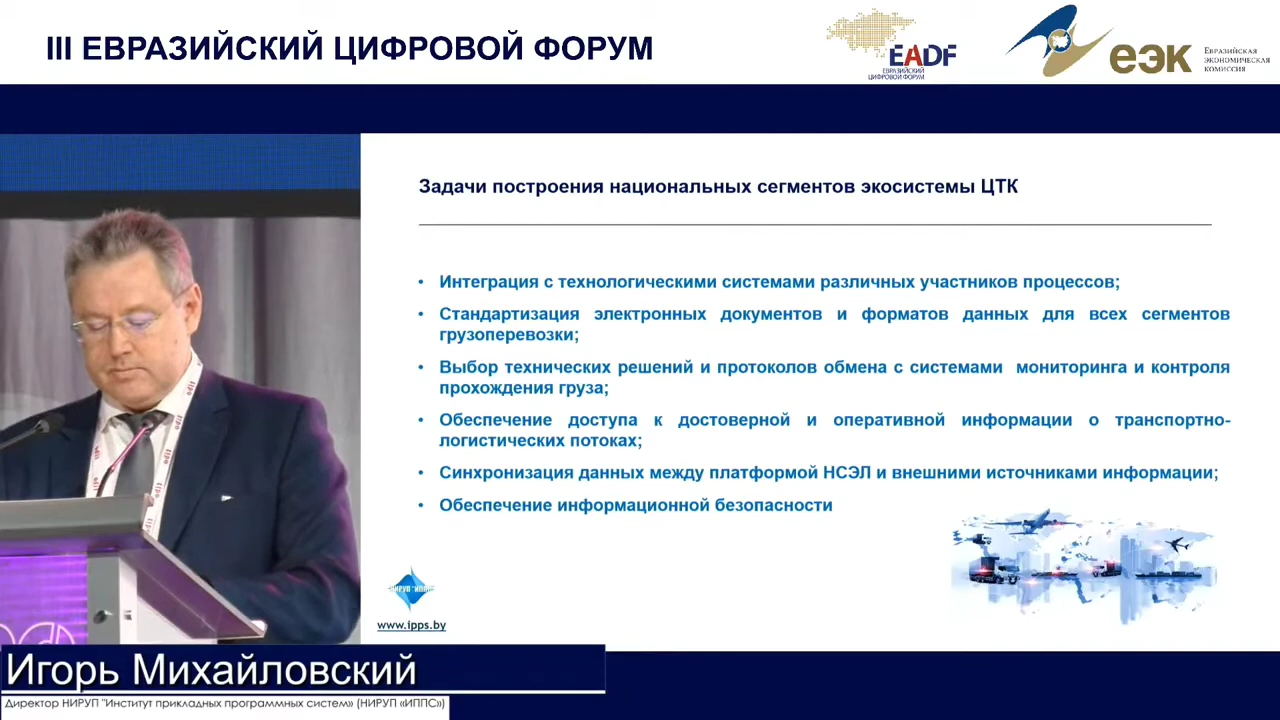 III ЕВРАЗИЙСКИЙ ЦИФРОВОЙ ФОРУМ
EADF
ЕВРАЗИЙСКИЙ
ЦИФРОВОЙ ФОРУМ
еэк
ЕВРАЗИЙСКАЯ
ЭКОНОМИЧЕСКАЯ
КОМИССИЯ
Задачи построения национальных сегментов экосистемы ЦТК
• Интеграция с технологическими системами различных участников процессов;
• Стандартизация электронных документов и форматов данных для всех сегментов
грузоперевозки;
• Выбор технических решений и протоколов обмена с системами мониторинга и контроля
прохождения груза;
• Обеспечение доступа к достоверной и оперативной информации о транспортно-
логистических потоках;
• Синхронизация данных между платформой НСЭЛ и внешними источниками информации;
• Обеспечение информационной безопасности
НИРУП "ИППС"
www.ipps.by
Игорь Михайловский
Директор НИРУП "Институт прикладных программных систем» (НИРУП «ИППС»)